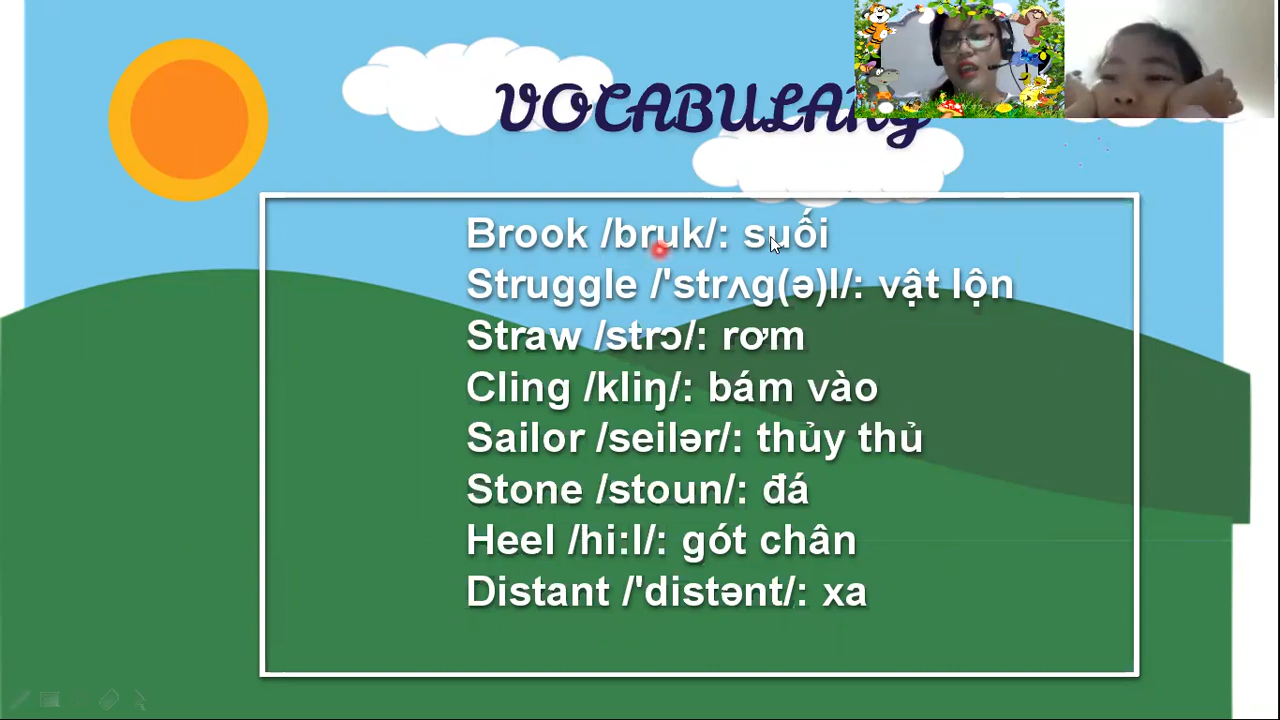 VOCABULARY
Brook /bruk/: suối
Struggle /'strʌg(ə)l/: vật lộn
Straw /strɔ/: rơm
Cling /kliŋ/: bám vào
Sailor /seilər/: thủy thủ
Stone /stoun/: đá
Heel /hi:l/: gót chân
Distant /'distənt/: xa